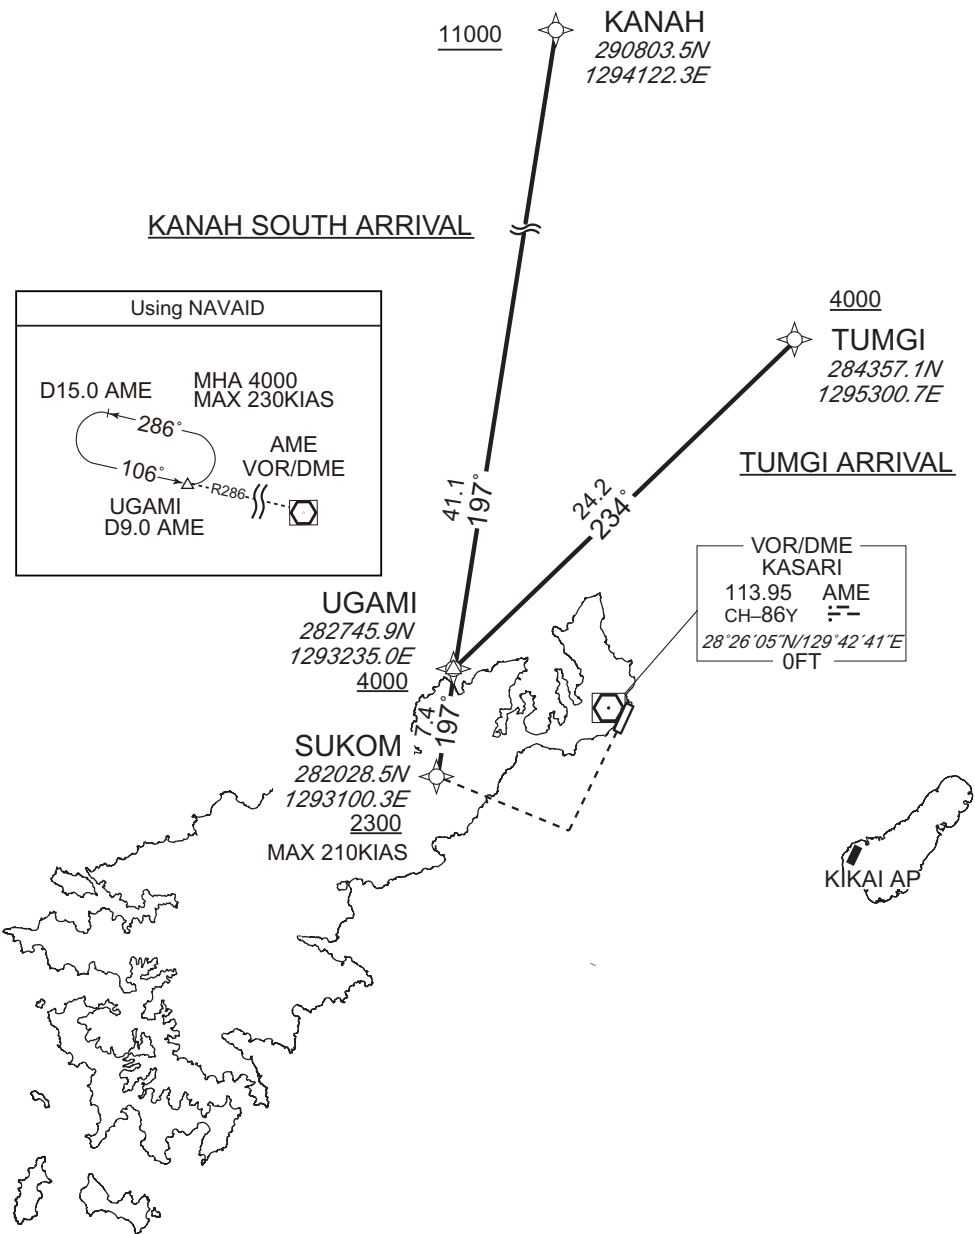 KANAH
11000
290803.5N
1294122.3E
KANAH SOUTH ARRIVAL
Using NAVAID
D15.0 AME
MHA 4000
MAX 230KIAS
286°
AME
VOR/DME
106°
R286
UGAMI
D9.0 AME
4000
TUMGI
284357.1N
1295300.7E
TUMGI ARRIVAL
41.1
197°
24.2
234°
VOR/DME
KASARI
113.95 AME
CH–86Y
28°26´05˝N/129°42´41˝E
0FT
UGAMI
282745.9N
1293235.0E
4000
7.4
197°
SUKOM
282028.5N
1293100.3E
2300
MAX 210KIAS
KIKAI AP